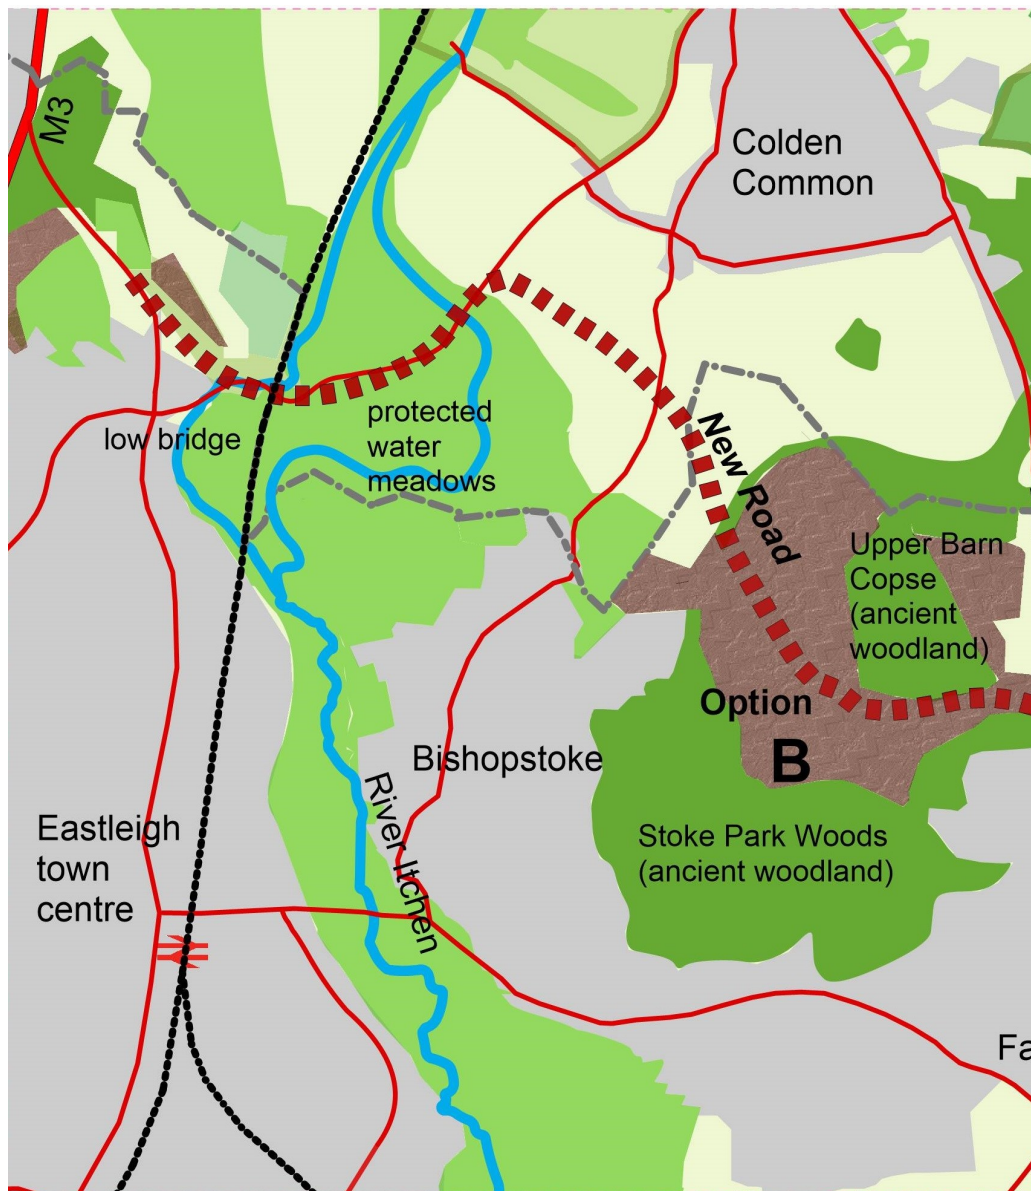 M3
Colden
Common
low bridge
protected
water
meadows
New Road
Upper Barn
Copse
(ancient
woodland)
Option
B
Bishopstoke
Stoke Park Woods
(ancient woodland)
River Itchen
Eastleigh
town
centre
Fa